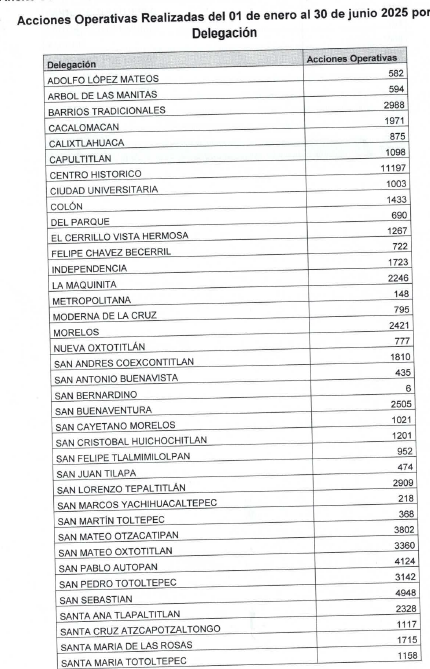 Acciones Operativas Realizadas del 01 de enero al 30 de junio 2025 por
Delegación
Delegación Acciones Operativas
ADOLFO LÓPEZ MATEOS 582
ARBOL DE LAS MANITAS 594
BARRIOS TRADICIONALES 2988
CACALOMACAN 1971
CALIXTLAHUACA 875
CAPULTITLAN 1098
CENTRO HISTORICO 11197
CIUDAD UNIVERSITARIA 1003
COLÓN 1433
DEL PARQUE 690
EL CERRILLO VISTA HERMOSA 1267
FELIPE CHAVEZ BECERRIL 722
INDEPENDENCIA 1723
LA MAQUINITA 2246
METROPOLITANA 148
MODERNA DE LA CRUZ 795
MORELOS 2421
NUEVA OXTOTITLÁN 777
SAN ANDRES COEXCONTITLAN 1810
SAN ANTONIO BUENAVISTA 435
SAN BERNARDINO 6
SAN BUENAVENTURA 2505
SAN CAYETANO MORELOS 1021
SAN CRISTOBAL HUICHOCHITLAN 1201
SAN FELIPE TLALMIMILOLPAN 952
SAN JUAN TILAPA 474
SAN LORENZO TEPALTITLÁN 2909
SAN MARCOS YACHIHUACALTEPEC 218
SAN MARTÍN TOLTEPEC 368
SAN MATEO OTZACATIPAN 3802
SAN MATEO OXTOTITLAN 3360
SAN PABLO AUTOPAN 4124
SAN PEDRO TOTOLTEPEC 3142
SAN SEBASTIAN 4948
SANTA ANA TLAPALTITLAN 2328
SANTA CRUZ ATZCAPOTZALTONGO 1117
SANTA MARIA DE LAS ROSAS 1715
SANTA MARIA TOTOLTEPEC 1158